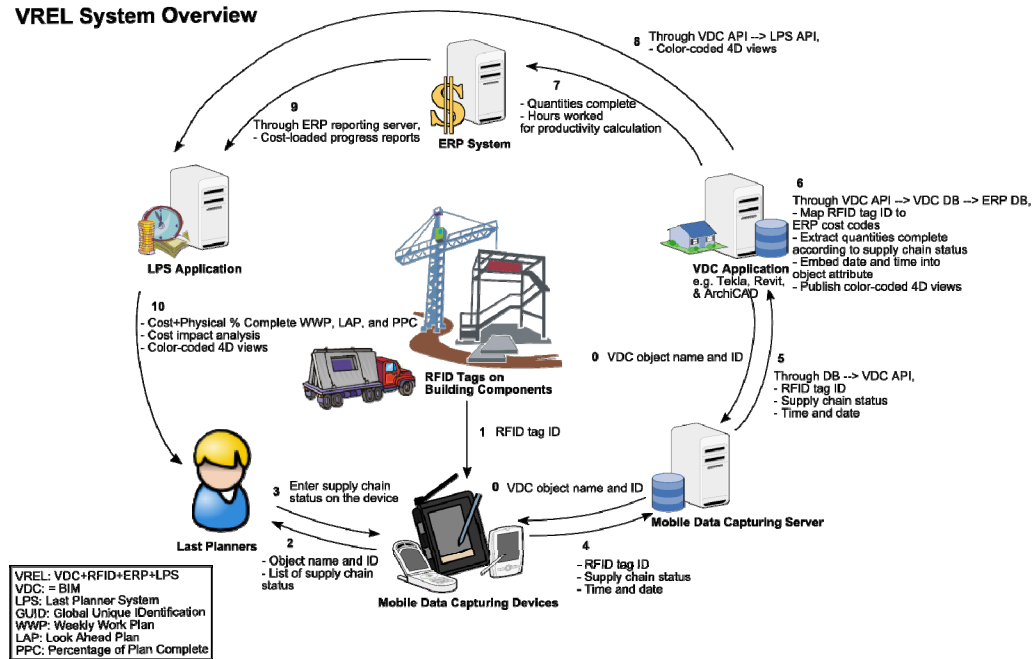 VREL System Overview
8 Through VDC API --> LPS API,
- Color-coded 4D views
7
- Quantities complete
- Hours worked
for productivity calculation
9
Through ERP reporting server,
- Cost-loaded progress reports
ERP System
6
Through VDC API --> VDC DB --> ERP DB,
- Map RFID tag ID to
ERP cost codes
- Extract quantities complete
according to supply chain status
- Embed date and time into
object attribute
- Publish color-coded 4D views
LPS Application
VDC Application
e.g. Tekla, Revit,
& ArchiCAD
10
- Cost+Physical % Complete WWP, LAP, and PPC
- Cost impact analysis
- Color-coded 4D views
RFID Tags on
Building Components
0 VDC object name and ID
5
Through DB --> VDC API,
- RFID tag ID
- Supply chain status
- Time and date
1 RFID tag ID
3 Enter supply chain
status on the device
0 VDC object name and ID
Mobile Data Capturing Server
Last Planners
2
- Object name and ID
- List of supply chain
status
4
- RFID tag ID
- Supply chain status
- Time and date
Mobile Data Capturing Devices
VREL: VDC+RFID+ERP+LPS
VDC: = BIM
LPS: Last Planner System
GUID: Global Unique IDentification
WWP: Weekly Work Plan
LAP: Look Ahead Plan
PPC: Percentage of Plan Complete